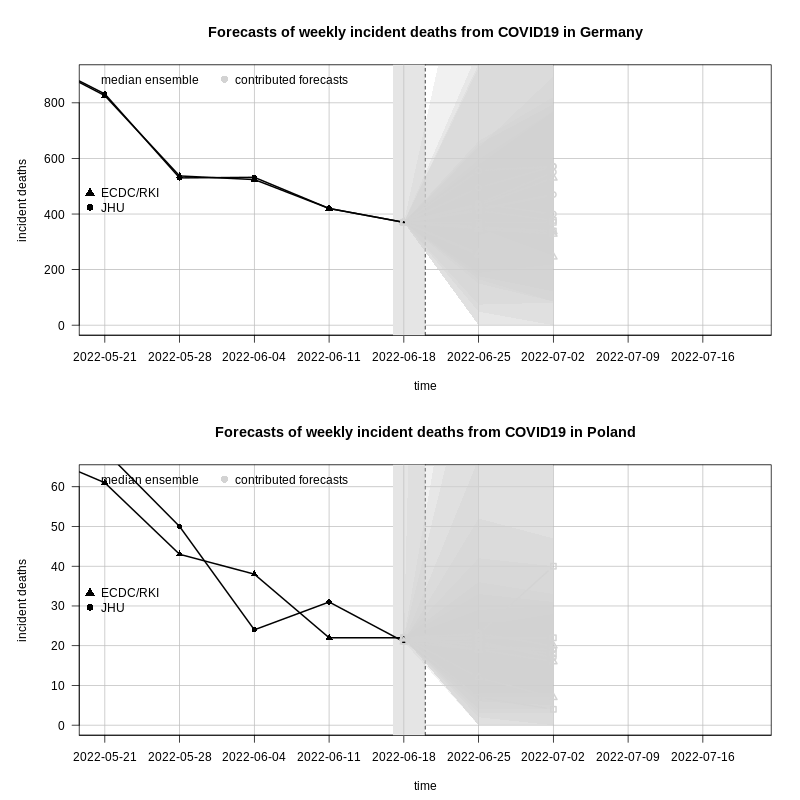 Forecasts of weekly incident deaths from COVID19 in Germany
median ensemble contributed forecasts
800
600
ECDC/RKI
JHU
400
200
0
incident deaths
2022-05-21 2022-05-28 2022-06-04 2022-06-11 2022-06-18 2022-06-25 2022-07-02 2022-07-09 2022-07-16
time
Forecasts of weekly incident deaths from COVID19 in Poland
median ensemble contributed forecasts
60
50
40
ECDC/RKI
JHU
30
20
10
0
incident deaths
2022-05-21 2022-05-28 2022-06-04 2022-06-11 2022-06-18 2022-06-25 2022-07-02 2022-07-09 2022-07-16
time